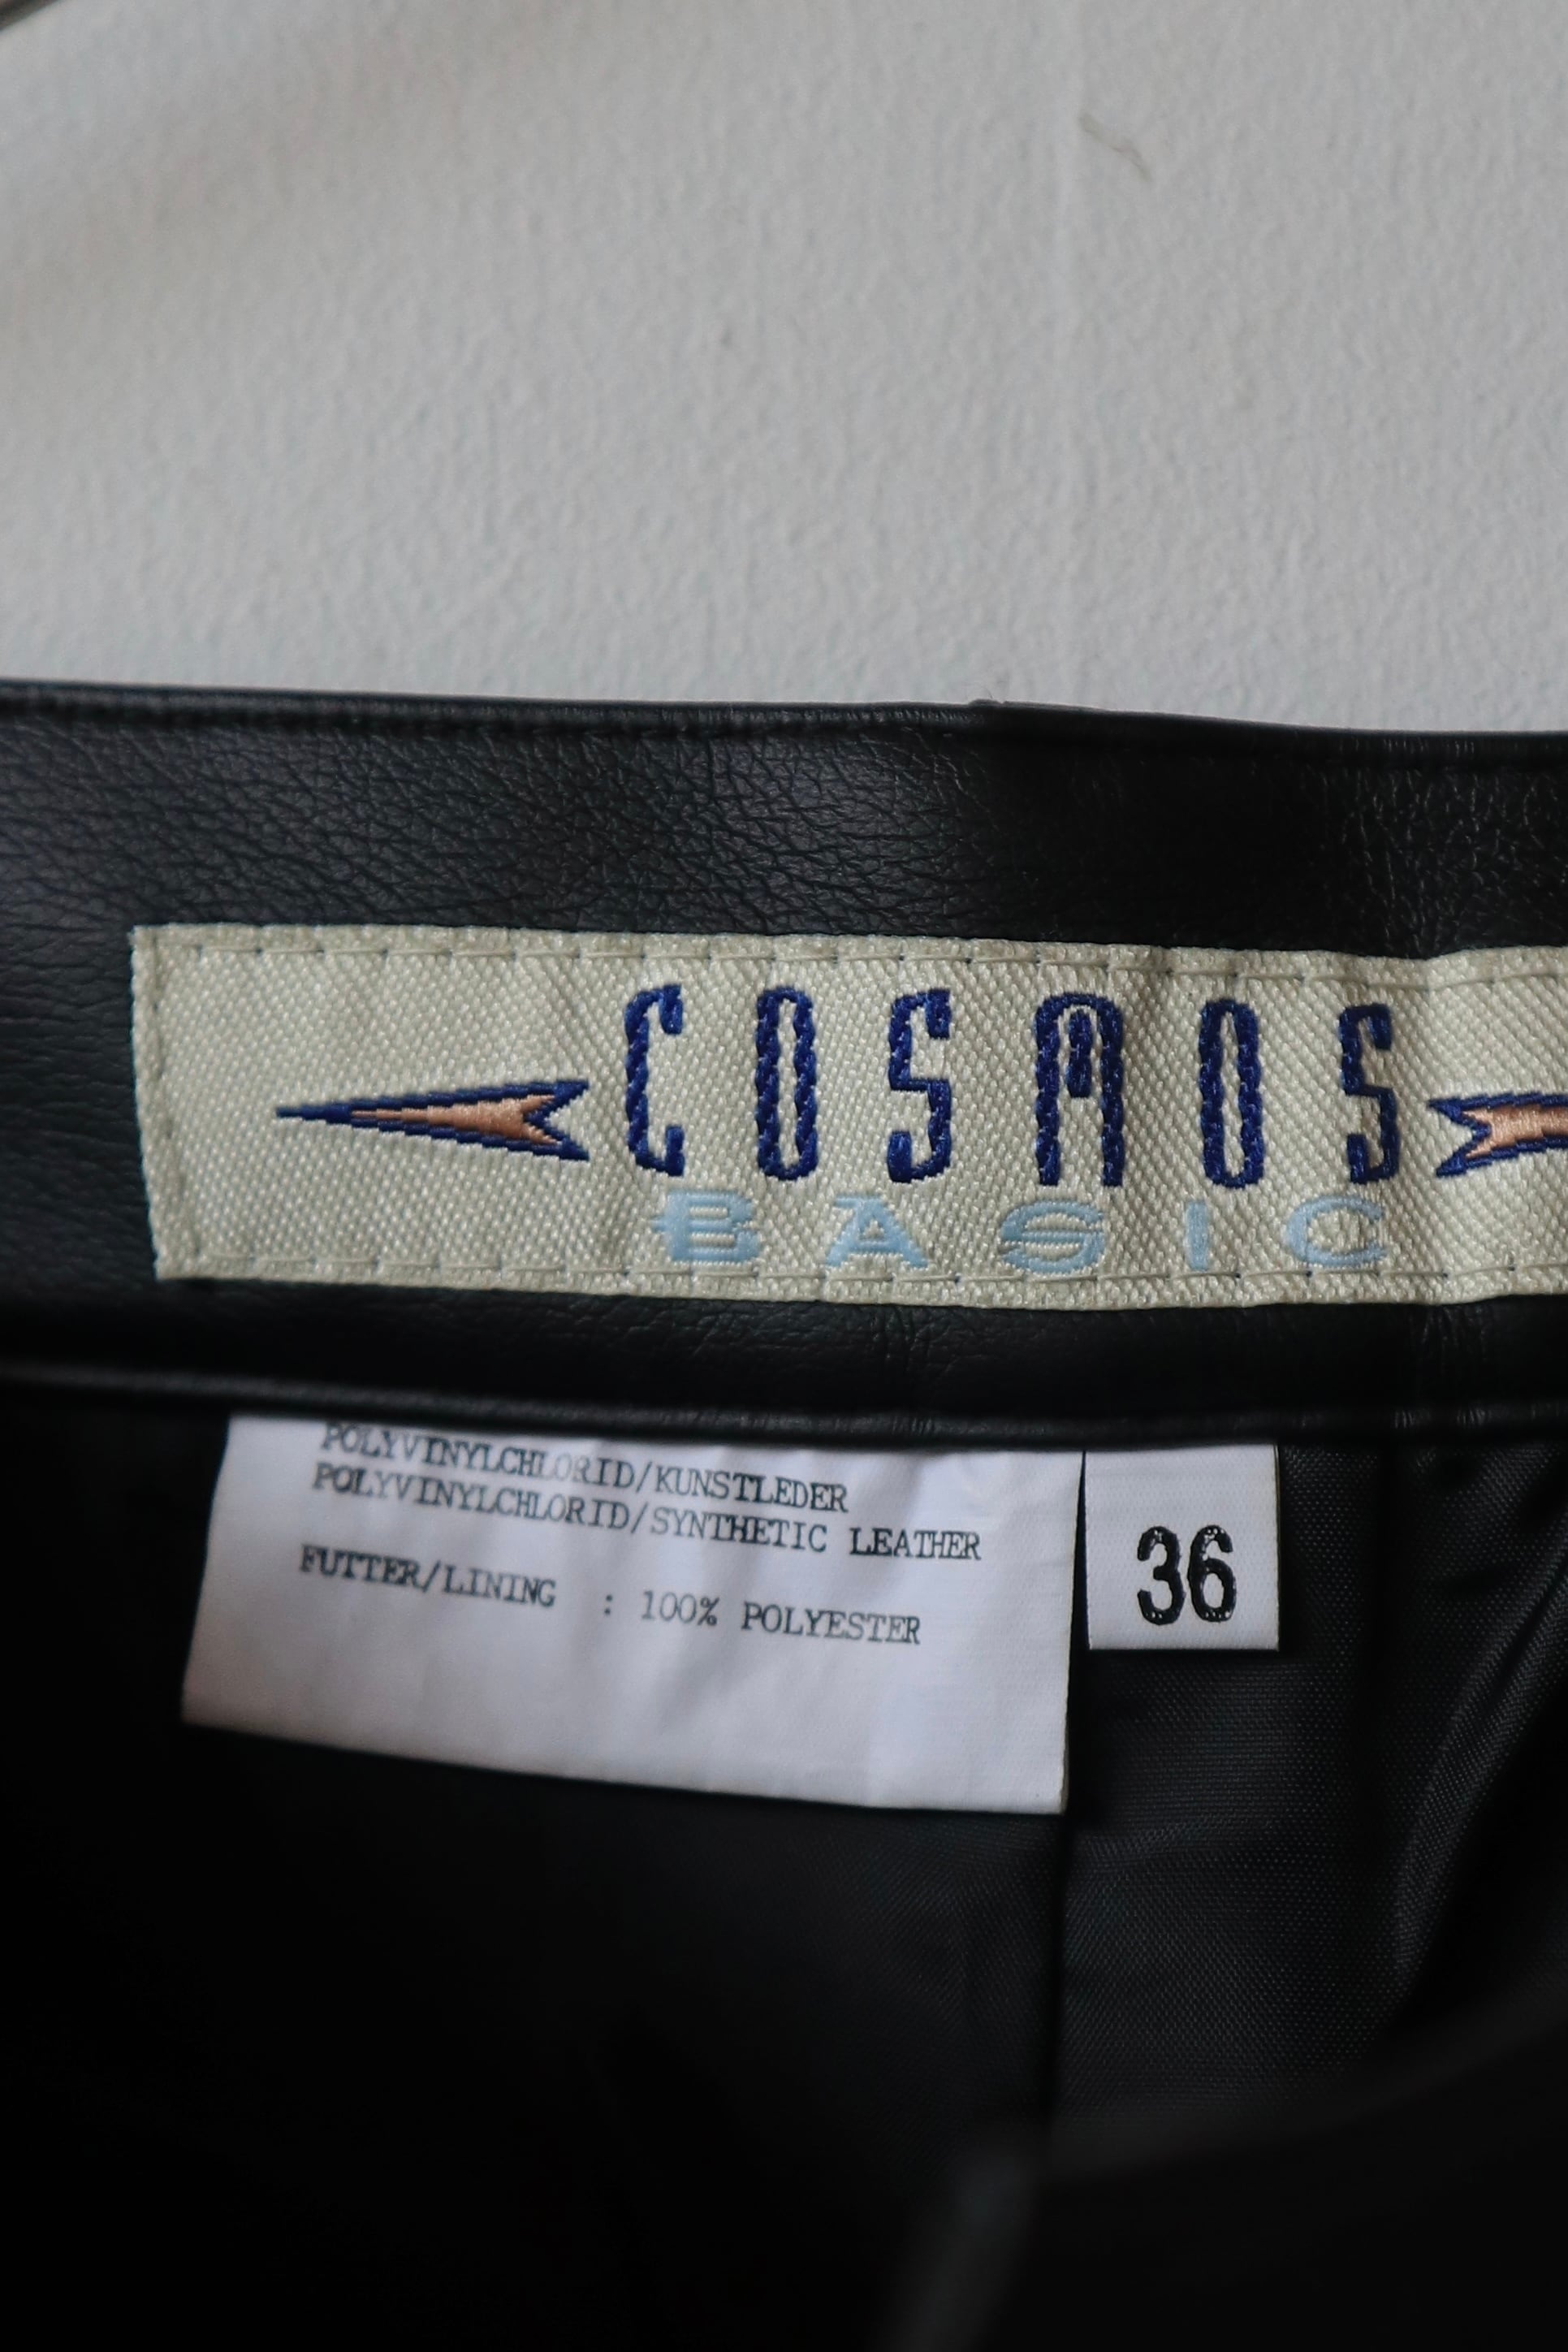 COSMOS
BASIC
POLYVINYLCHLORID/KUNSTLEDER
POLYVINYLCHLORID/SYNTHETIC LEATHER
FUTTER/LINING : 100% POLYESTER
36